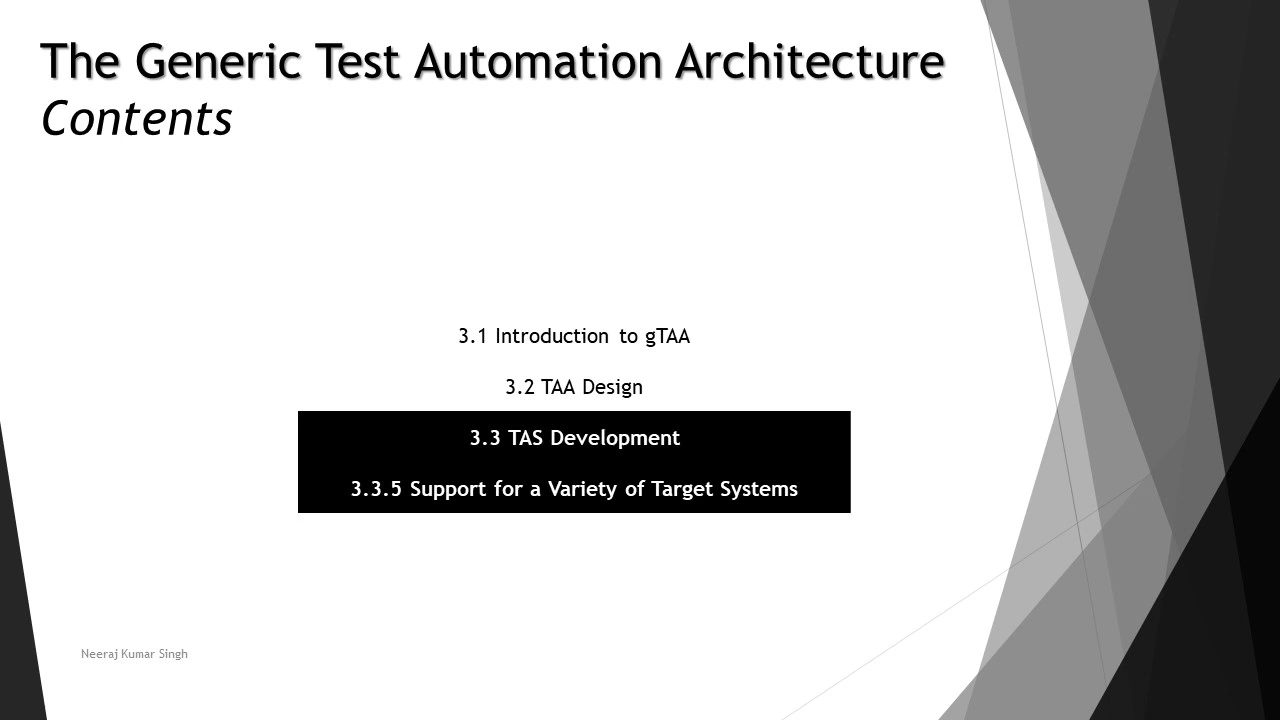 The Generic Test Automation Architecture
Contents
3.1 Introduction to gTAA
3.2 TAA Design
3.3 TAS Development
3.3.5 Support for a Variety of Target Systems
Neeraj Kumar Singh